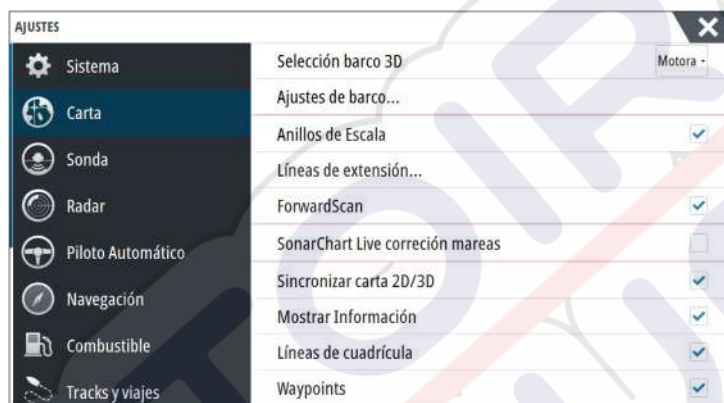 AJUSTES
Sistema
Carta
Sonda
Radar
Piloto Automático
Navegación
Combustible
Tracks y viajes
Selección barco 3D
Motora
Ajustes de barco...
Anillos de Escala
Líneas de extensión...
ForwardScan
SonarChart Live correción mareas
Sincronizar carta 2D/3D
Mostrar Información
Líneas de cuadrícula
Waypoints